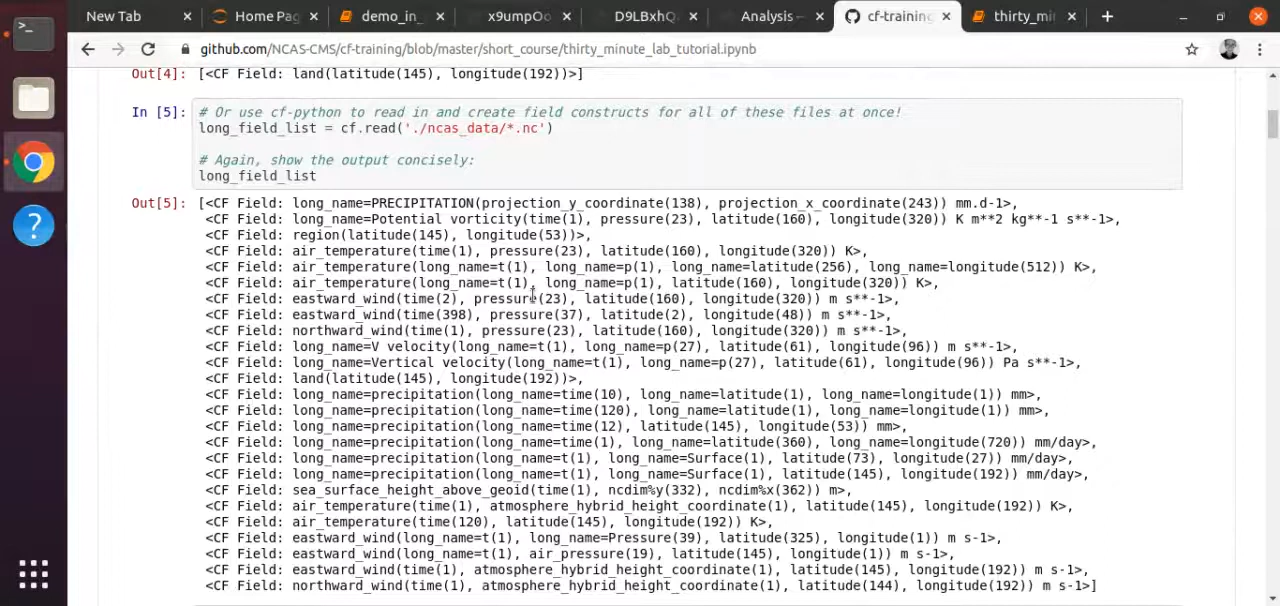 New Tab
Home Pag
demo_in_
x9umpOo
D9LBxhQ
Analysis —
cf-training
thirty_mi
github.com/NCAS-CMS/cf-training/blob/master/short_course/thirty_minute_lab_tutorial.ipynb
Out[4]: [<CF Field: land(latitude(145), longitude(192))>]
In [5]: # Or use cf-python to read in and create field constructs for all of these files at once!
long_field_list = cf.read('./ncas_data/*.nc')
# Again, show the output concisely:
long_field_list
Out[5]: [<CF Field: long_name=PRECIPITATION(projection_y_coordinate(138), projection_x_coordinate(243)) mm.d-1>,
<CF Field: long_name=Potential vorticity(time(1), pressure(23), latitude(160), longitude(320)) K m**2 kg**-1 s**-1>,
<CF Field: region(latitude(145), longitude(53))>,
<CF Field: air_temperature(time(1), pressure(23), latitude(160), longitude(320)) K>,
<CF Field: air_temperature(long_name=t(1), long_name=p(1), long_name=latitude(256), long_name=longitude(512)) K>,
<CF Field: air_temperature(long_name=t(1), long_name=p(1), latitude(160), longitude(320)) K>,
<CF Field: eastward_wind(time(2), pressure(23), latitude(160), longitude(320)) m s**-1>,
<CF Field: eastward_wind(time(398), pressure(37), latitude(2), longitude(48)) m s**-1>,
<CF Field: northward_wind(time(1), pressure(23), latitude(160), longitude(320)) m s**-1>,
<CF Field: long_name=V velocity(long_name=t(1), long_name=p(27), latitude(61), longitude(96)) m s**-1>,
<CF Field: long_name=Vertical velocity(long_name=t(1), long_name=p(27), latitude(61), longitude(96)) Pa s**-1>,
<CF Field: land(latitude(145), longitude(192))>,
<CF Field: long_name=precipitation(long_name=time(10), long_name=latitude(1), long_name=longitude(1)) mm>,
<CF Field: long_name=precipitation(long_name=time(120), long_name=latitude(1), long_name=longitude(1)) mm>,
<CF Field: long_name=precipitation(long_name=time(12), latitude(145), longitude(53)) mm>,
<CF Field: long_name=precipitation(long_name=time(1), long_name=latitude(360), long_name=longitude(720)) mm/day>,
<CF Field: long_name=precipitation(long_name=t(1), long_name=Surface(1), latitude(73), longitude(27)) mm/day>,
<CF Field: long_name=precipitation(long_name=t(1), long_name=Surface(1), latitude(145), longitude(192)) mm/day>,
<CF Field: sea_surface_height_above_geoid(time(1), ncdim%y(332), ncdim%x(362)) m>,
<CF Field: air_temperature(time(1), atmosphere_hybrid_height_coordinate(1), latitude(145), longitude(192)) K>,
<CF Field: air_temperature(time(120), latitude(145), longitude(192)) K>,
<CF Field: eastward_wind(long_name=t(1), long_name=Pressure(39), latitude(325), longitude(1)) m s-1>,
<CF Field: eastward_wind(long_name=t(1), air_pressure(19), latitude(145), longitude(1)) m s-1>,
<CF Field: eastward_wind(time(1), atmosphere_hybrid_height_coordinate(1), latitude(145), longitude(192)) m s-1>,
<CF Field: northward_wind(time(1), atmosphere_hybrid_height_coordinate(1), latitude(144), longitude(192)) m s-1>]